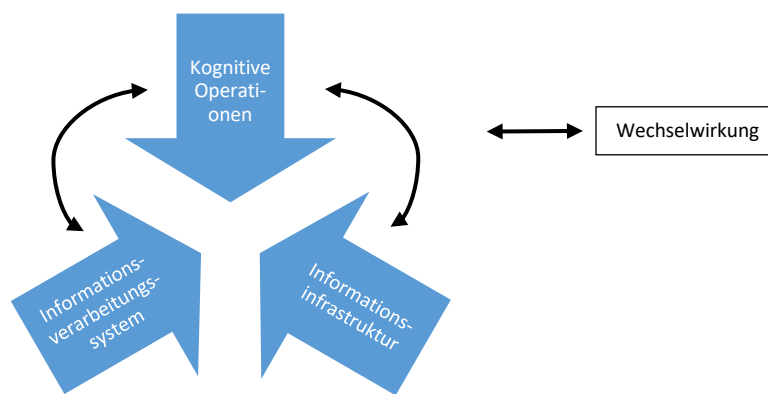 Kognitive
Operati-
onen
Wechselwirkung
Informations-
verarbeitungs-
system
Informations-
infrastruktur